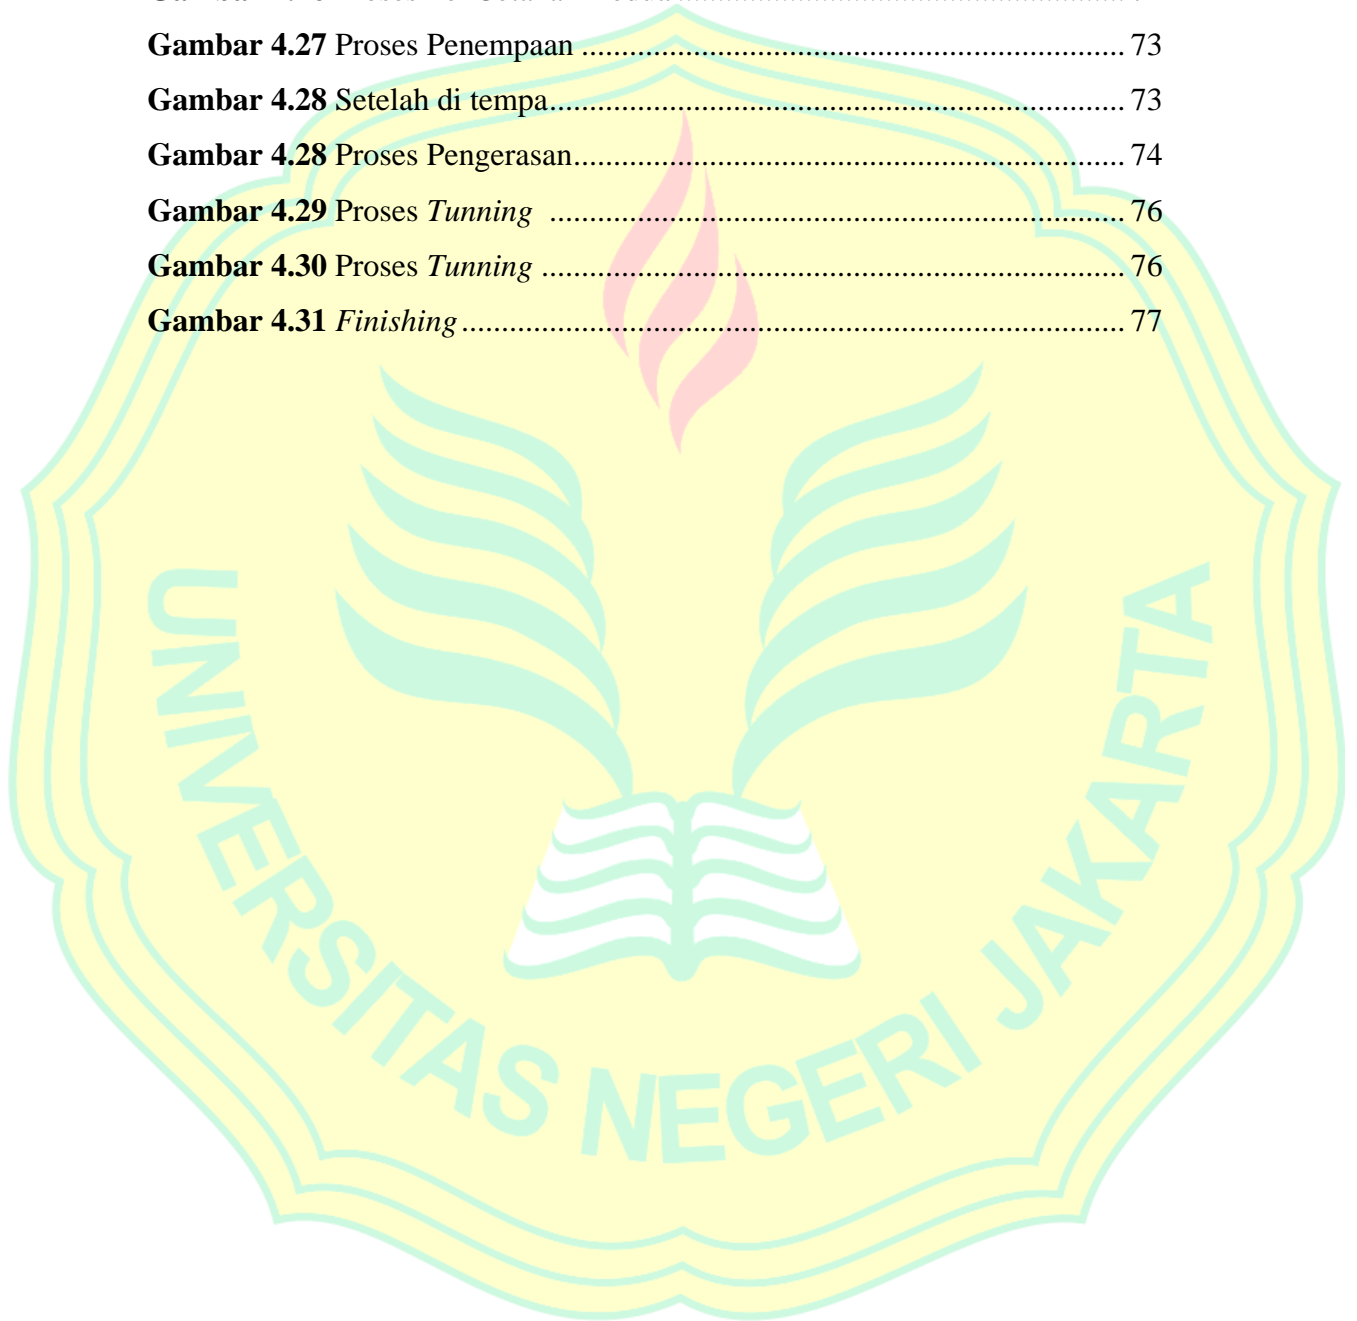 Gambar 4.27 Proses Penempaan ................................................................... 73
Gambar 4.28 Setelah di tempa....................................................................... 73
Gambar 4.28 Proses Pengerasan.................................................................... 74
Gambar 4.29 Proses Tunning ....................................................................... 76
Gambar 4.30 Proses Tunning ........................................................................ 76
Gambar 4.31 Finishing.................................................................................. 77
UNIVERSITAS NEGERI JAKARTA